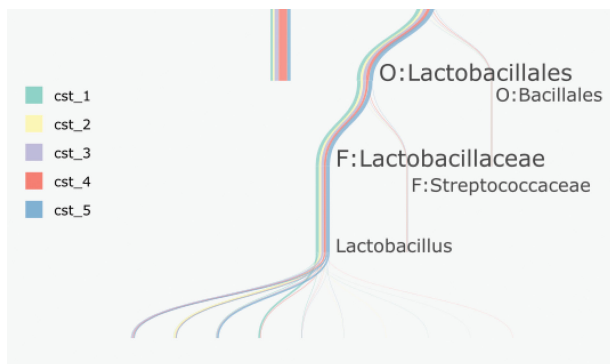 O:Lactobacillales
O:Bacillales
cst_1
cst_2
cst_3
cst_4
cst_5
F:Lactobacillaceae
F:Streptococcaceae
Lactobacillus